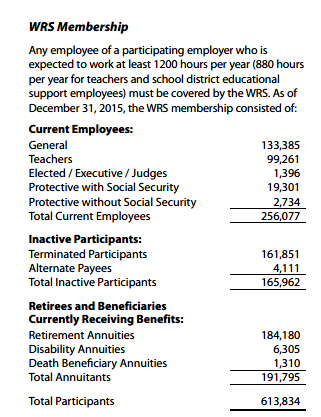 WRS Membership
Any employee of a participating employer who is
expected to work at least 1200 hours per year (880 hours
per year for teachers and school district educational
support employees) must be covered by the WRS. As of
December 31, 2015, the WRS membership consisted of:
Current Employees:
General 133,385
Teachers 99,261
Elected / Executive / Judges 1,396
Protective with Social Security 19,301
Protective without Social Security 2,734
Total Current Employees 256,077
Inactive Participants:
Terminated Participants 161,851
Alternate Payees 4,111
Total Inactive Participants 165,962
Retirees and Beneficiaries
Currently Receiving Benefits:
Retirement Annuities 184,180
Disability Annuities 6,305
Death Beneficiary Annuities 1,310
Total Annuitants 191,795
Total Participants 613,834